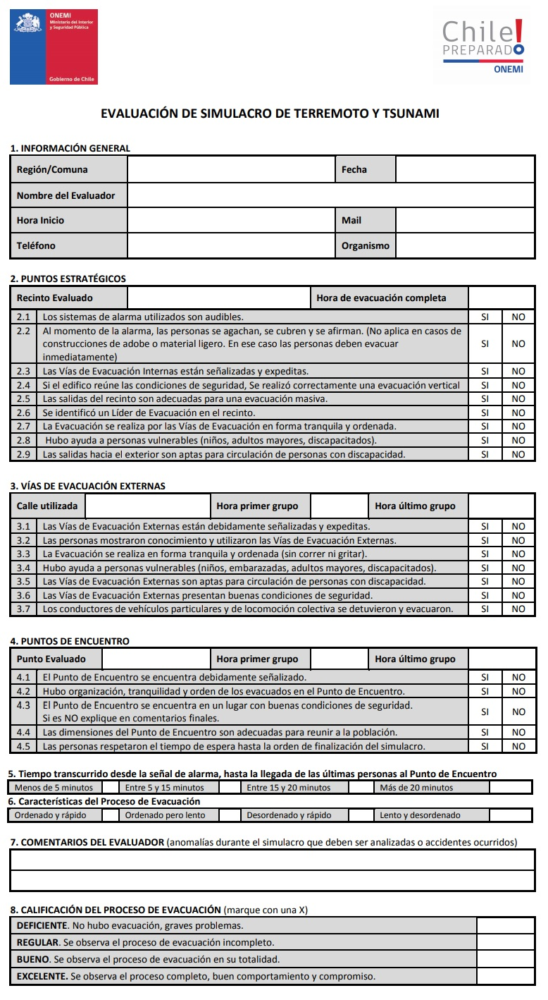 ONEMI
Ministerio del Interior
y Seguridad Pública
Gobierno de Chile
Chile!
PREPARADO
ONEMI
EVALUACIÓN DE SIMULACRO DE TERREMOTO Y TSUNAMI
1. INFORMACIÓN GENERAL
Región/Comuna Fecha
Nombre del Evaluador
Hora Inicio Mail
Teléfono Organismo
2. PUNTOS ESTRATÉGICOS
Recinto Evaluado Hora de evacuación completa
2.1 Los sistemas de alarma utilizados son audibles. SI NO
2.2 Al momento de la alarma, las personas se agachan, se cubren y se afirman. (No aplica en casos de
construcciones de adobe o material ligero. En ese caso las personas deben evacuar SI NO
inmediatamente)
2.3 Las Vías de Evacuación Internas están señalizadas y expeditas. SI NO
2.4 Si el edifico reúne las condiciones de seguridad, Se realizó correctamente una evacuación vertical SI NO
2.5 Las salidas del recinto son adecuadas para una evacuación masiva. SI NO
2.6 Se identificó un Líder de Evacuación en el recinto. SI NO
2.7 La Evacuación se realiza por las Vías de Evacuación en forma tranquila y ordenada. SI NO
2.8 Hubo ayuda a personas vulnerables (niños, adultos mayores, discapacitados). SI NO
2.9 Las salidas hacia el exterior son aptas para circulación de personas con discapacidad. SI NO
3. VÍAS DE EVACUACIÓN EXTERNAS
Calle utilizada Hora primer grupo Hora último grupo
3.1 Las Vías de Evacuación Externas están debidamente señalizadas y expeditas. SI NO
3.2 Las personas mostraron conocimiento y utilizaron las Vías de Evacuación Externas. SI NO
3.3 La Evacuación se realiza en forma tranquila y ordenada (sin correr ni gritar). SI NO
3.4 Hubo ayuda a personas vulnerables (niños, embarazadas, adultos mayores, discapacitados). SI NO
3.5 Las Vías de Evacuación Externas son aptas para circulación de personas con discapacidad. SI NO
3.6 Las Vías de Evacuación Externas presentan buenas condiciones de seguridad. SI NO
3.7 Los conductores de vehículos particulares y de locomoción colectiva se detuvieron y evacuaron. SI NO
4. PUNTOS DE ENCUENTRO
Punto Evaluado Hora primer grupo Hora último grupo
4.1 El Punto de Encuentro se encuentra debidamente señalizado. SI NO
4.2 Hubo organización, tranquilidad y orden de los evacuados en el Punto de Encuentro. SI NO
4.3 El Punto de Encuentro se encuentra en un lugar con buenas condiciones de seguridad. SI NO
Si es NO explique en comentarios finales.
4.4 Las dimensiones del Punto de Encuentro son adecuadas para reunir a la población. SI NO
4.5 Las personas respetaron el tiempo de espera hasta la orden de finalización del simulacro. SI NO
5. Tiempo transcurrido desde la señal de alarma, hasta la llegada de las últimas personas al Punto de Encuentro
Menos de 5 minutos Entre 5 y 15 minutos Entre 15 y 20 minutos Más de 20 minutos
6. Características del Proceso de Evacuación
Ordenado y rápido Ordenado pero lento Desordenado y rápido Lento y desordenado
7. COMENTARIOS DEL EVALUADOR (anomalías durante el simulacro que deben ser analizadas o accidentes ocurridos)
8. CALIFICACIÓN DEL PROCESO DE EVACUACIÓN (marque con una X)
DEFICIENTE. No hubo evacuación, graves problemas.
REGULAR. Se observa el proceso de evacuación incompleto.
BUENO. Se observa el proceso de evacuación en su totalidad.
EXCELENTE. Se observa el proceso completo, buen comportamiento y compromiso.